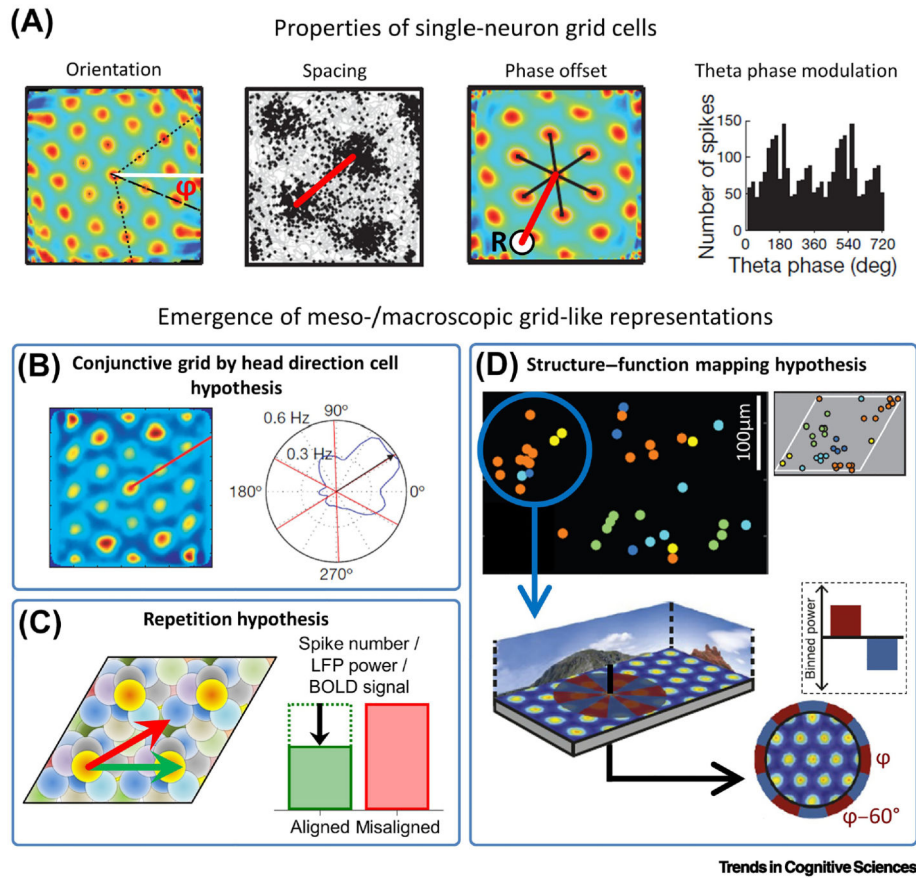 (A)
Properties of single-neuron grid cells
Orientation
Spacing
Phase offset
Theta phase modulation
φ
R
Number of spikes
150
100
50
0
0 180 360 540 720
Theta phase (deg)
Emergence of meso-/macroscopic grid-like representations
(B)
Conjunctive grid by head direction cell
hypothesis
90°
0.6 Hz
0.3 Hz
180°
0°
270°
(C)
Repetition hypothesis
Spike number /
LFP power /
BOLD signal
Aligned Misaligned
(D)
Structure–function mapping hypothesis
100μm
Binned power
φ
φ−60°
Trends in Cognitive Sciences